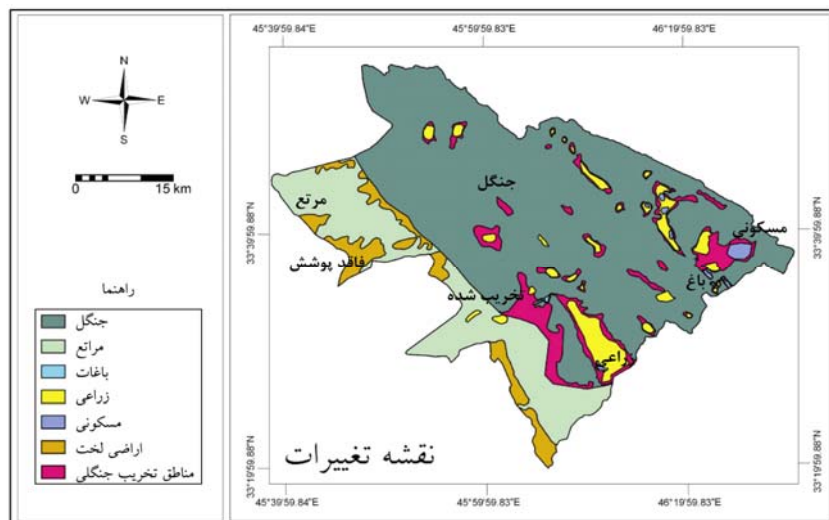 45°39'59.84"E
45°59'59.83"E
46°19'59.83"E
33°39'59.88"N
33°39'59.88"N
33°19'59.88"N
33°19'59.88"N
45°39'59.84"E
45°59'59.83"E
46°19'59.83"E
N
W E
S
0 15 km
جنگل
مرتع
مسکونی
فاقد پوشش
باغ
تخریب شده
زراعی
راهنما
جنگل
مراتع
باغات
زراعی
مسکونی
اراضی لخت
مناطق تخریب جنگلی
نقشه تغییرات